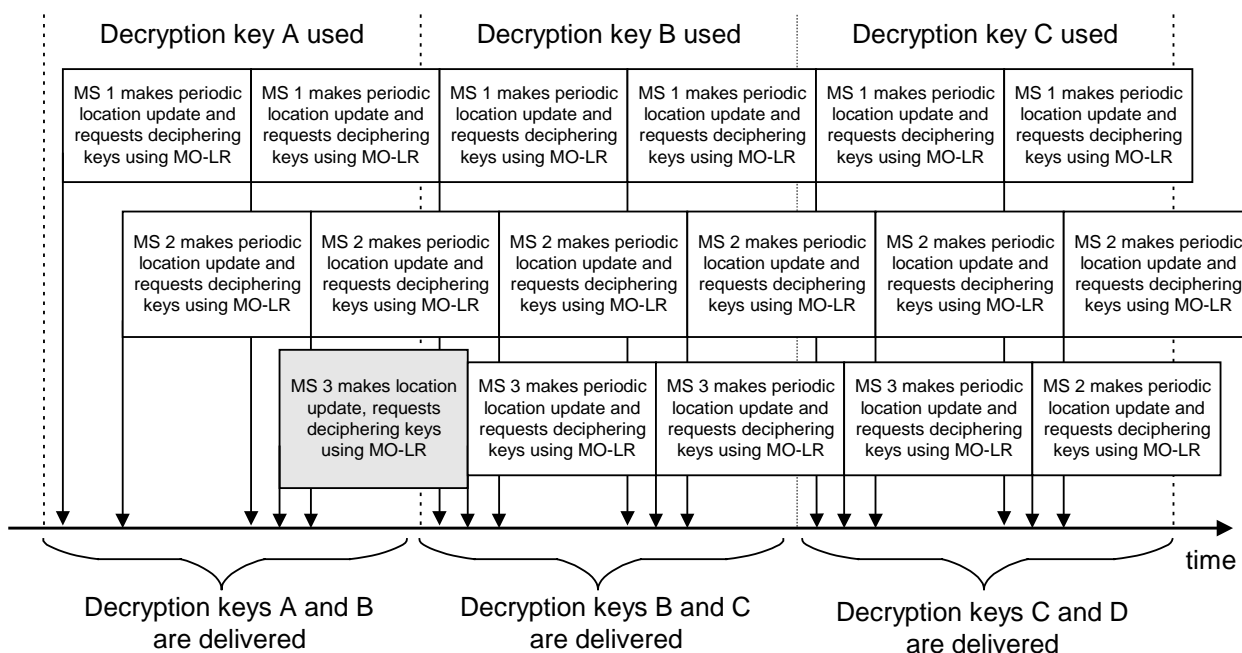 Decryption key A used
Decryption key B used
Decryption key C used
MS 1 makes periodic
location update and
requests deciphering
keys using MO-LR
MS 1 makes periodic
location update and
requests deciphering
keys using MO-LR
MS 1 makes periodic
location update and
requests deciphering
keys using MO-LR
MS 1 makes periodic
location update and
requests deciphering
keys using MO-LR
MS 1 makes periodic
location update and
requests deciphering
keys using MO-LR
MS 1 makes periodic
location update and
requests deciphering
keys using MO-LR
MS 2 makes periodic
location update and
requests deciphering
keys using MO-LR
MS 2 makes periodic
location update and
requests deciphering
keys using MO-LR
MS 2 makes periodic
location update and
requests deciphering
keys using MO-LR
MS 2 makes periodic
location update and
requests deciphering
keys using MO-LR
MS 2 makes periodic
location update and
requests deciphering
keys using MO-LR
MS 2 makes periodic
location update and
requests deciphering
keys using MO-LR
MS 3 makes location
update, requests
deciphering keys
using MO-LR
MS 3 makes periodic
location update and
requests deciphering
keys using MO-LR
MS 3 makes periodic
location update and
requests deciphering
keys using MO-LR
MS 3 makes periodic
location update and
requests deciphering
keys using MO-LR
MS 2 makes periodic
location update and
requests deciphering
keys using MO-LR
time
Decryption keys A and B
are delivered
Decryption keys B and C
are delivered
Decryption keys C and D
are delivered